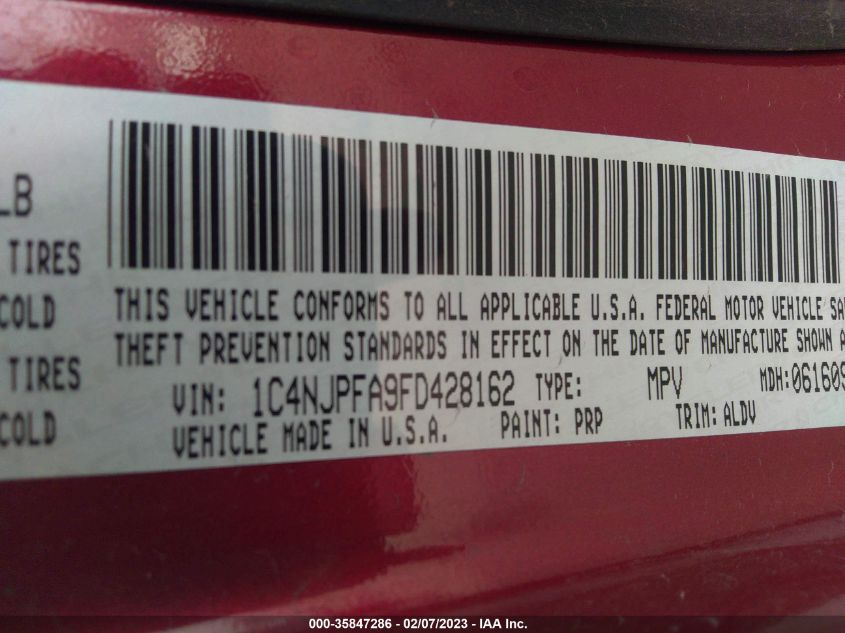 LB
TIRES
COLD
TIRES
COLD
THIS VEHICLE CONFORMS TO ALL APPLICABLE U.S.A. FEDERAL MOTOR VEHICLE SA
THEFT PREVENTION STANDARDS IN EFFECT ON THE DATE OF MANUFACTURE SHOWN A
VIN: 1C4NJPFA9FD428162 TYPE: MPV MDH:061609
VEHICLE MADE IN U.S.A. PAINT: PRP TRIM: ALDV
000-35847286 - 02/07/2023 - IAA Inc.